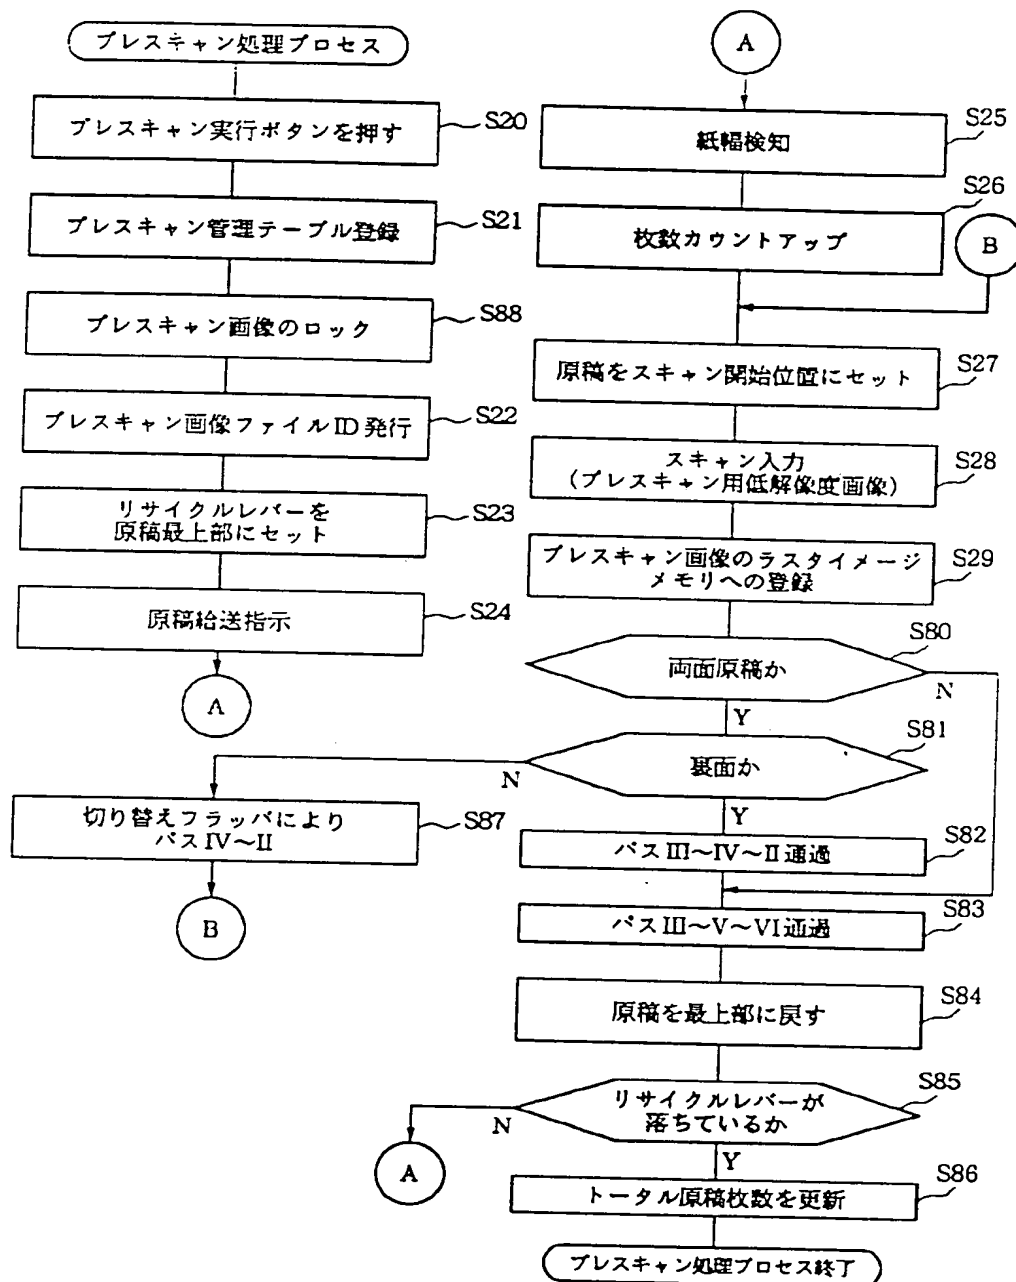 プレスキャン処理プロセス
プレスキャン実行ボタンを押す
S20
プレスキャン管理テーブル登録
S21
プレスキャン画像のロック
S88
プレスキャン画像ファイルID発行
S22
リサイクルレバーを
原稿最上部にセット
S23
原稿給送指示
S24
A
A
紙幅検知
S25
枚数カウントアップ
S26
B
原稿をスキャン開始位置にセット
S27
スキャン入力
(プレスキャン用低解像度画像)
S28
プレスキャン画像のラスタイメージ
メモリへの登録
S29
両面原稿か
S80
N
Y
裏面か
S81
N
Y
切り替えフラッパにより
パスIV~II
S87
B
パスIII~IV~II通過
S82
パスIII~V~VI通過
S83
原稿を最上部に戻す
S84
リサイクルレバーが
落ちているか
S85
N
A
Y
トータル原稿枚数を更新
S86
プレスキャン処理プロセス終了